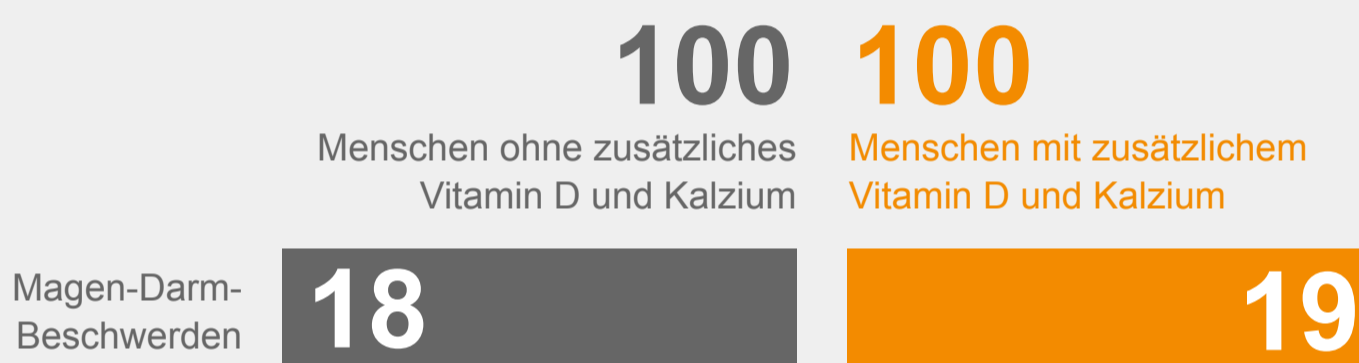 100 100
Menschen ohne zusätzliches
Vitamin D und Kalzium
Menschen mit zusätzlichem
Vitamin D und Kalzium
Magen-Darm-
Beschwerden
18
19